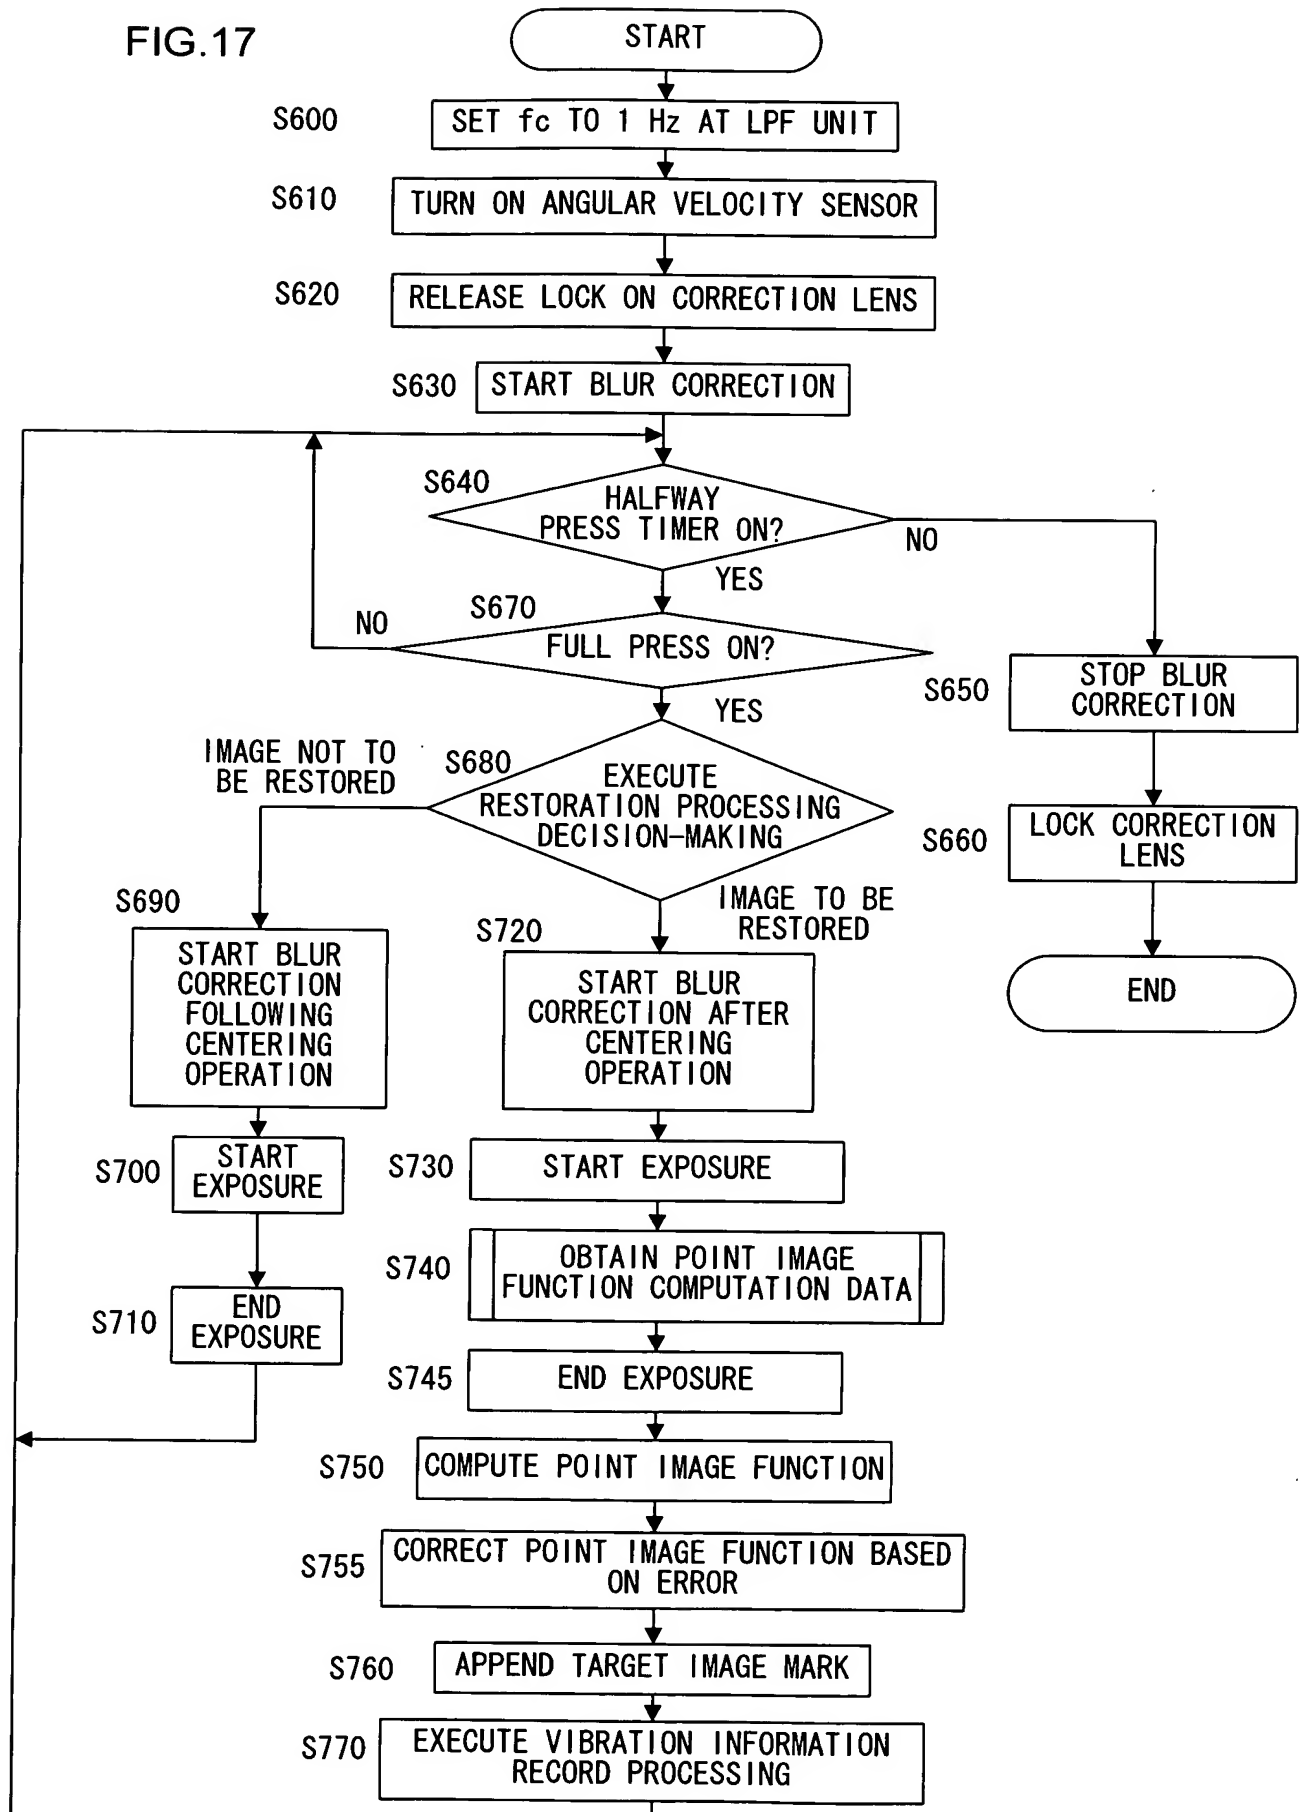 FIG.17
START
S600
SET fc TO 1 Hz AT LPF UNIT
S610
TURN ON ANGULAR VELOCITY SENSOR
S620
RELEASE LOCK ON CORRECTION LENS
S630
START BLUR CORRECTION
S640
HALFWAY
PRESS TIMER ON?
NO
YES
S670
NO
FULL PRESS ON?
YES
S650
STOP BLUR
CORRECTION
IMAGE NOT TO
BE RESTORED
S680
EXECUTE
RESTORATION PROCESSING
DECISION-MAKING
S660
LOCK CORRECTION
LENS
IMAGE TO BE
RESTORED
END
S690
START BLUR
CORRECTION
FOLLOWING
CENTERING
OPERATION
S720
START BLUR
CORRECTION AFTER
CENTERING
OPERATION
S700
START
EXPOSURE
S730
START EXPOSURE
S740
OBTAIN POINT IMAGE
FUNCTION COMPUTATION DATA
S710
END
EXPOSURE
S745
END EXPOSURE
S750
COMPUTE POINT IMAGE FUNCTION
S755
CORRECT POINT IMAGE FUNCTION BASED
ON ERROR
S760
APPEND TARGET IMAGE MARK
S770
EXECUTE VIBRATION INFORMATION
RECORD PROCESSING